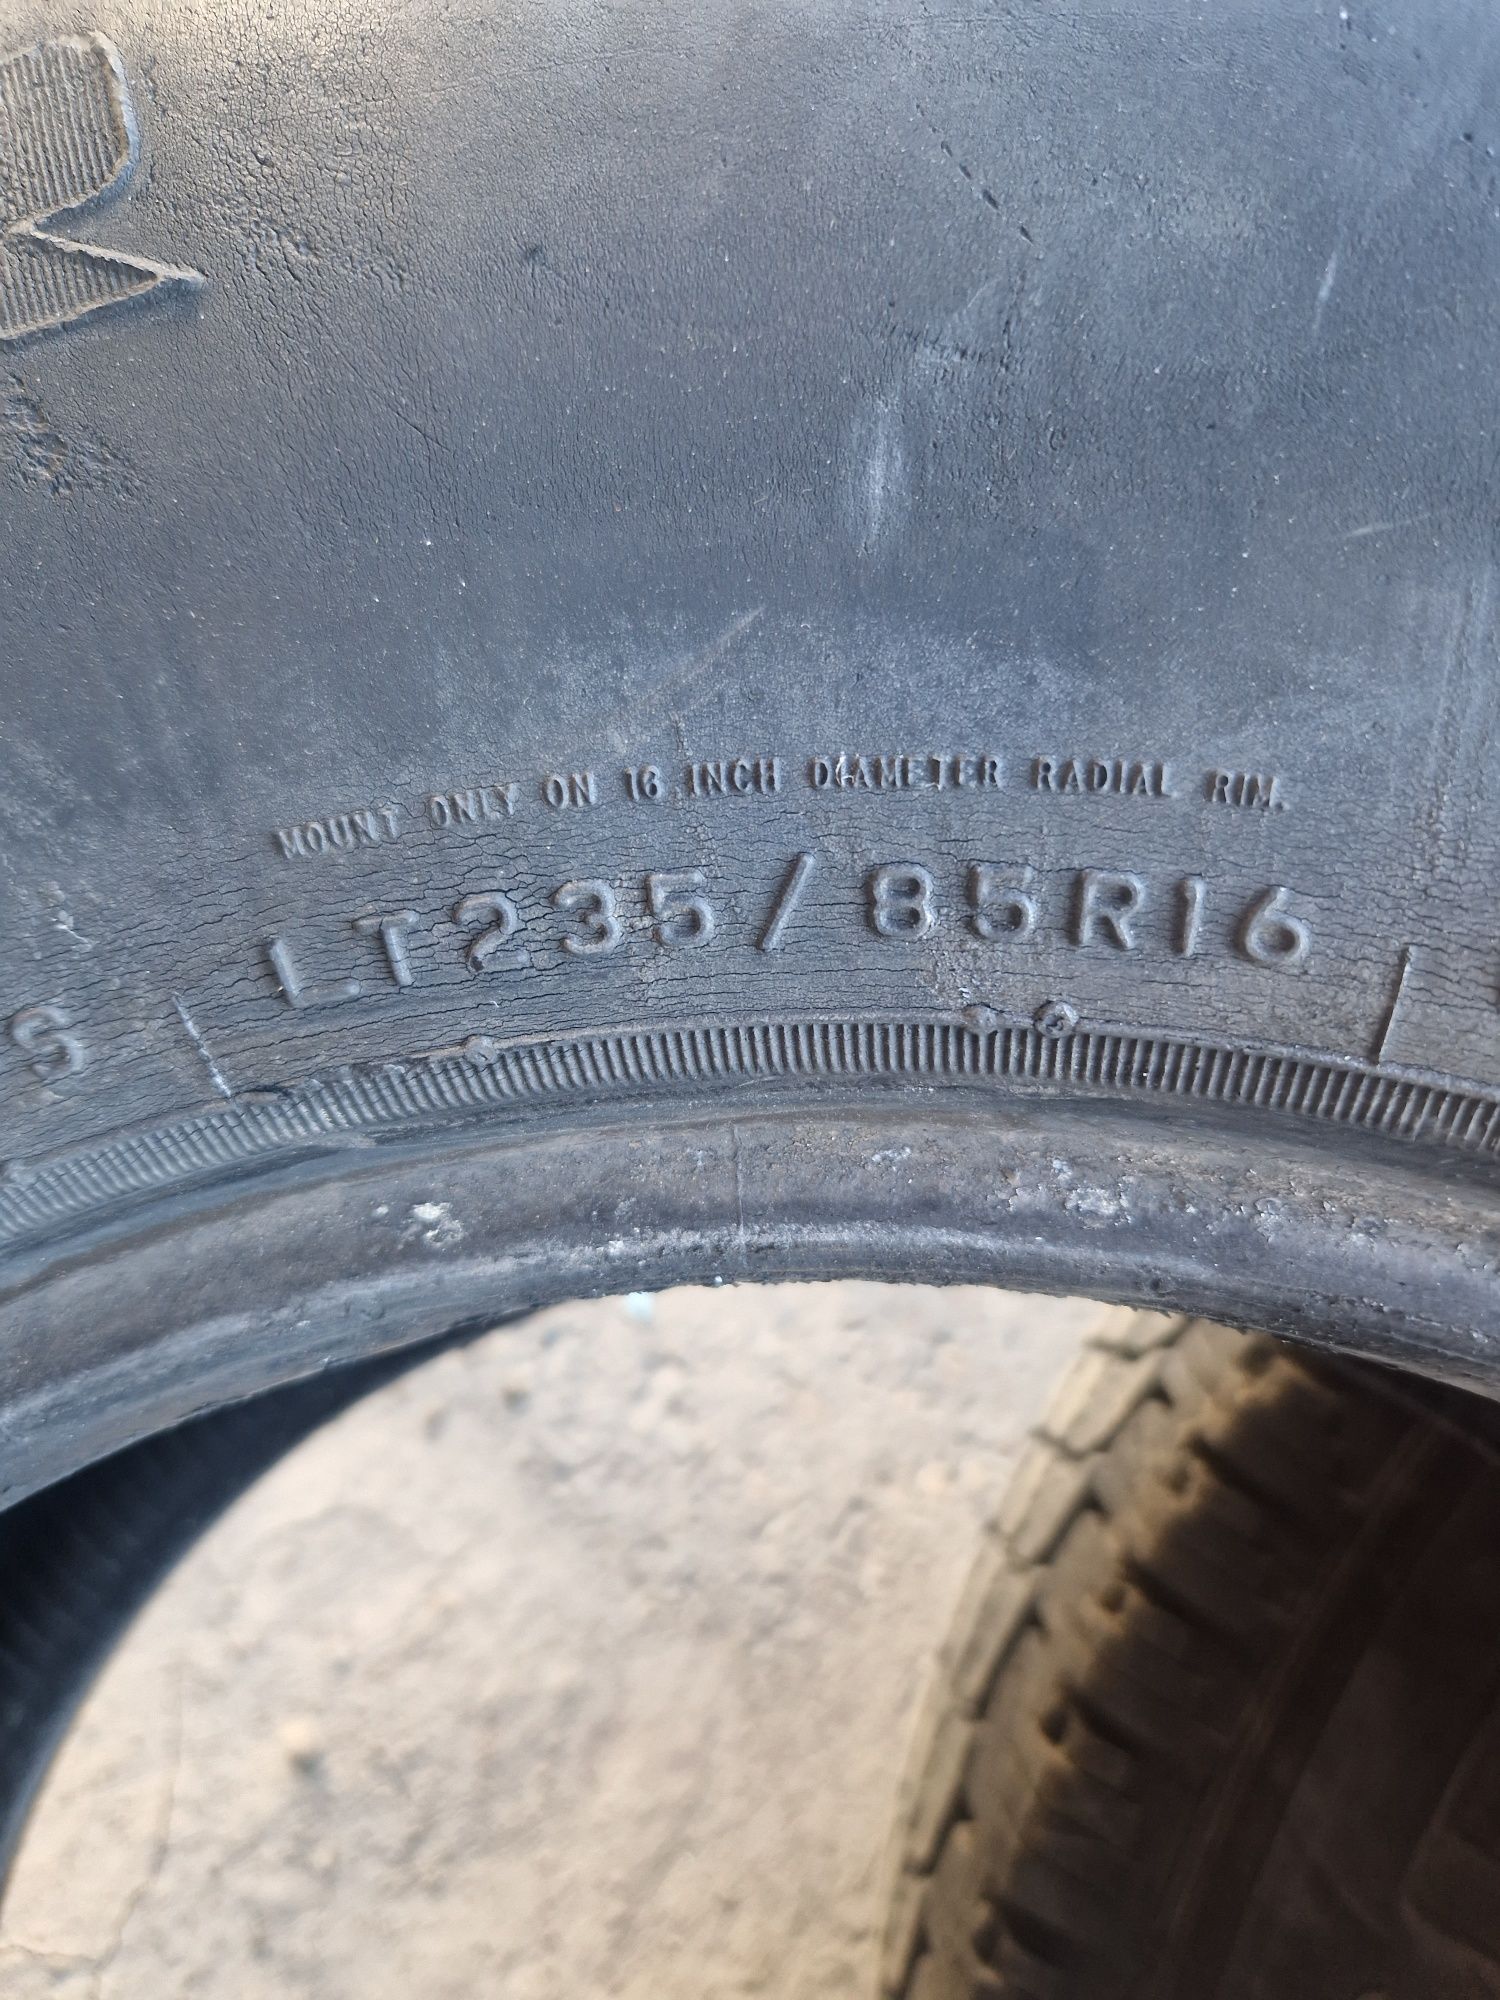 MOUNT ONLY ON 16 INCH DIAMETER RADIAL RIM.
S
LT235/85R16